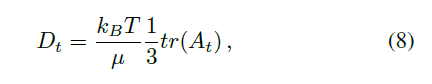 D_t = \frac{k_B T}{\mu} \frac{1}{3} tr(A_t) , (8)